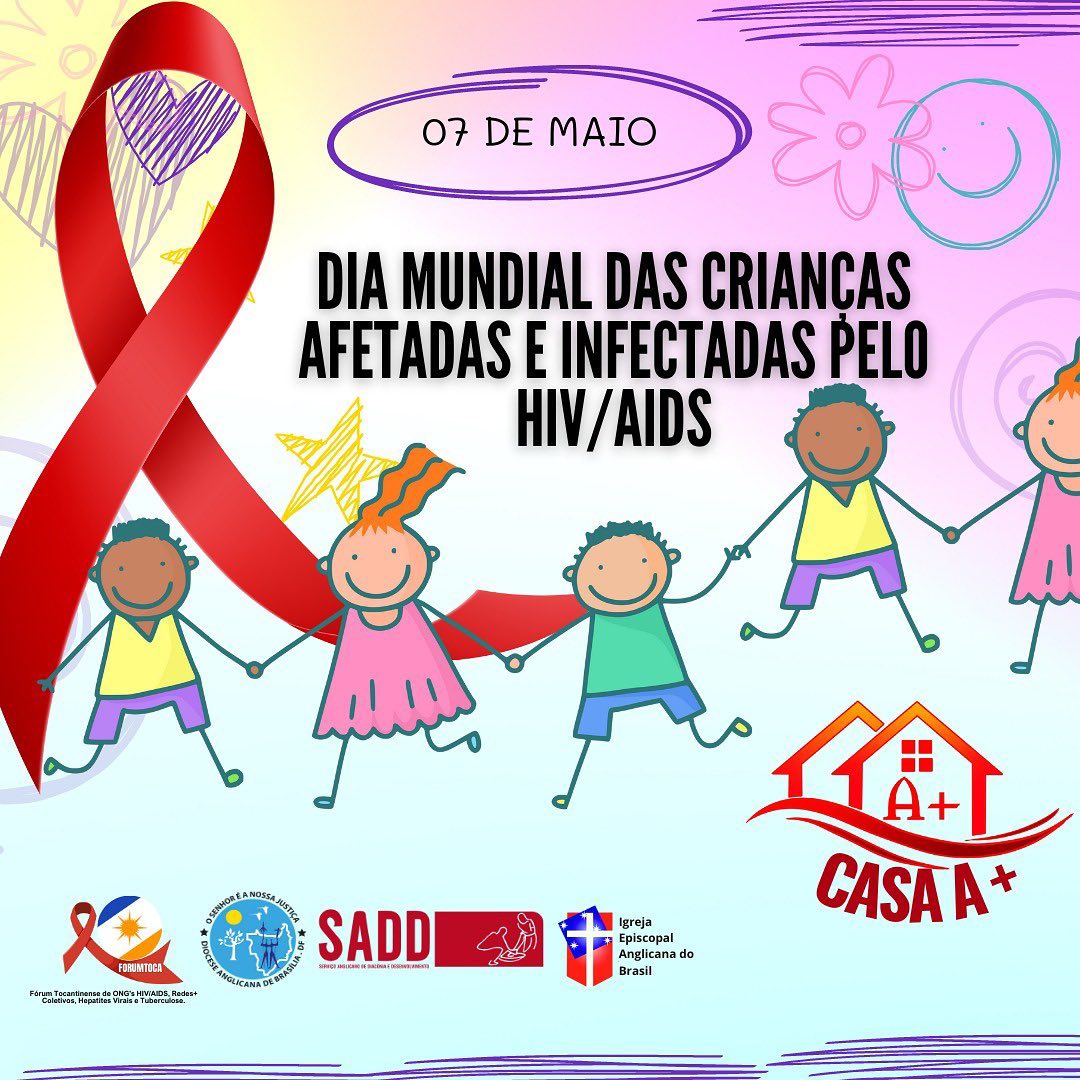 07 DE MAIO
DIA MUNDIAL DAS CRIANÇAS
AFETADAS E INFECTADAS PELO
HIV/AIDS
A+
CASA A+
FORUMTOCA
Fórum Tocantinense de ONG's HIV/AIDS, Redes+
Coletivos, Hepatites Virais e Tuberculose.
O SENHOR É A NOSSA JUSTIÇA
DIOCESE ANGLICANA DE BRASÍLIA - DF
SADD
SERVIÇO ANGLICANO DE DIACONIA E DESENVOLVIMENTO
Igreja
Episcopal
Anglicana do
Brasil